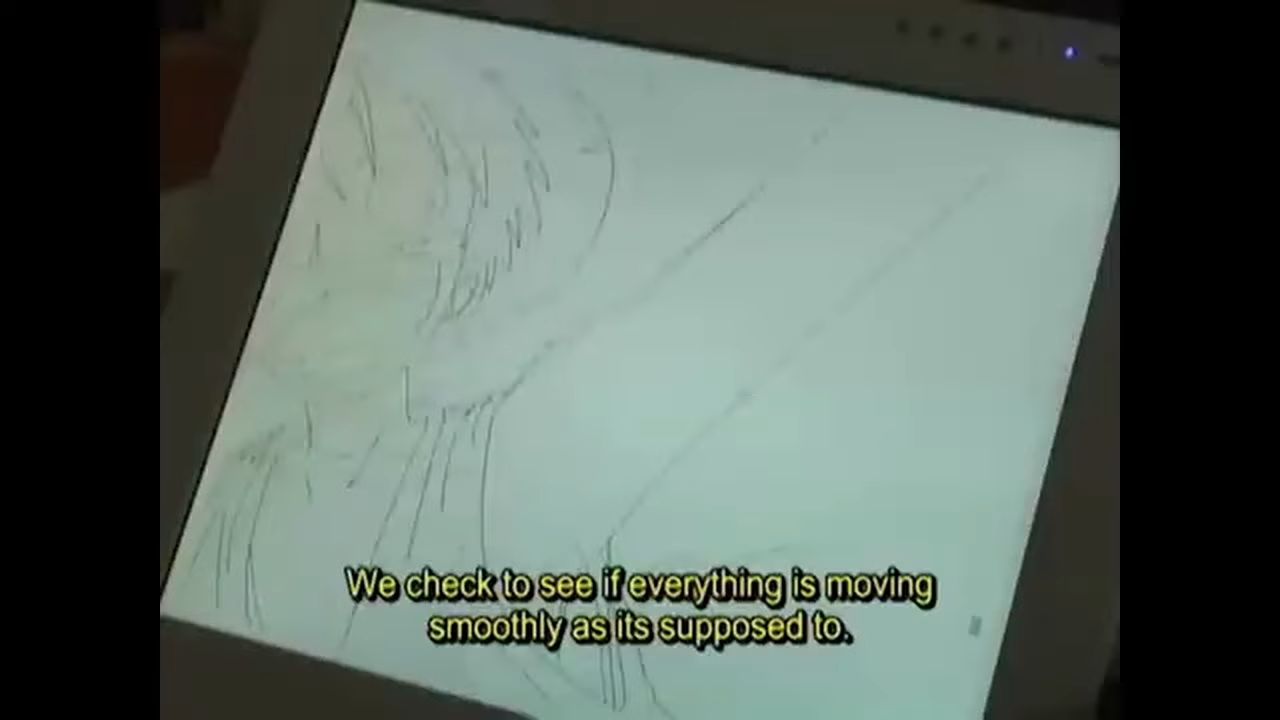 We check to see if everything is moving
smoothly as its supposed to.